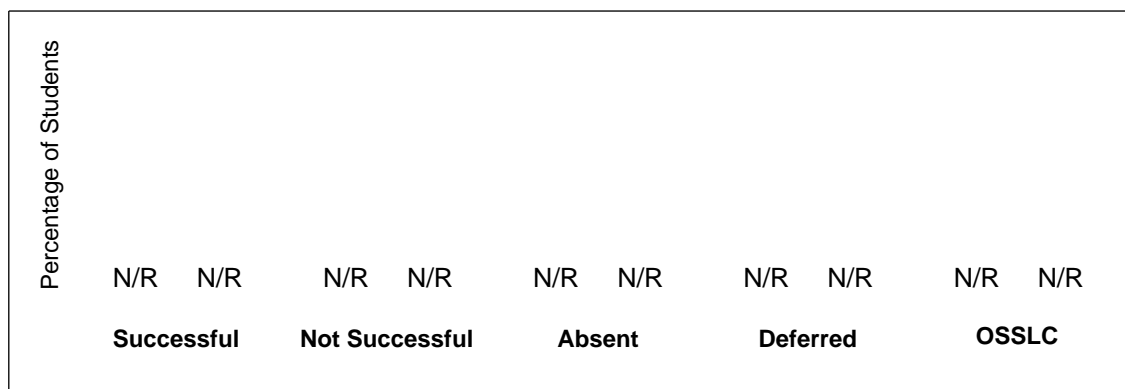 Percentage of Students
N/R N/R N/R N/R N/R N/R N/R N/R N/R N/R
Successful Not Successful Absent Deferred OSSLC